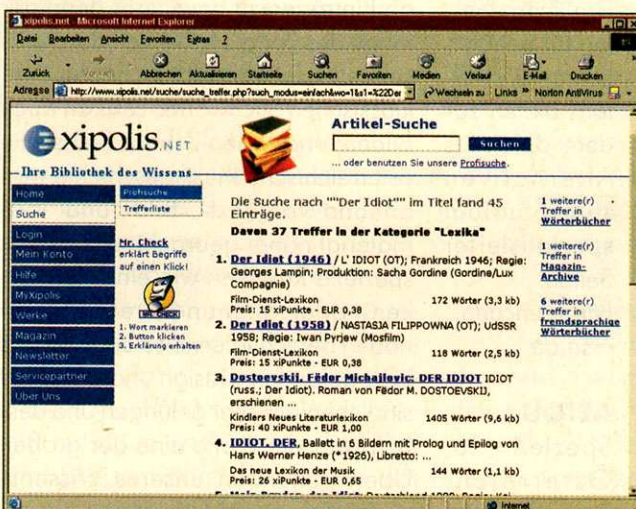 xipolis.net - Microsoft Internet Explorer
Datei Bearbeiten Ansicht Favoriten Extras ?
Zurück Abbrechen Aktualisieren Startseite Suchen Favoriten Medien Verlauf E-Mail Drucken
Adresse http://www.xipolis.net/suche/suche_treffer.php?such_modus=einfach&wo=1&s1=%22Der Wechseln zu Links » Norton AntiVirus
xipolis.NET
Ihre Bibliothek des Wissens
Artikel-Suche
Suchen
... oder benutzen Sie unsere Profisuche.
Home
Suche
Login
Mein Konto
Hilfe
MyXipolis
Werke
Magazin
Newsletter
Servicepartner
Über Uns
Profisuche
Trefferliste
Mr. Check
erklärt Begriffe
auf einen Klick!
MR. CHECK
1. Wort markieren
2. Button klicken
3. Erklärung erhalten
Die Suche nach ""Der Idiot"" im Titel fand 45
Einträge.
Davon 37 Treffer in der Kategorie "Lexika"
1. Der Idiot (1946) / L' IDIOT (OT); Frankreich 1946; Regie:
Georges Lampin; Produktion: Sacha Gordine (Gordine/Lux
Compagnie)
Film-Dienst-Lexikon 172 Wörter (3,3 kb)
Preis: 15 xiPunkte - EUR 0,38
2. Der Idiot (1958) / NASTASJA FILIPPOWNA (OT); UdSSR
1958; Regie: Iwan Pyrjew (Mosfilm)
Film-Dienst-Lexikon 118 Wörter (2,5 kb)
Preis: 15 xiPunkte - EUR 0,38
3. Dostoevskij, Fëdor Michajlovic: DER IDIOT IDIOT
(russ.; Der Idiot). Roman von Fëdor M. DOSTOEVSKIJ,
erschienen ...
Kindlers Neues Literaturlexikon 1405 Wörter (9,6 kb)
Preis: 40 xiPunkte - EUR 1,00
4. IDIOT, DER, Ballett in 6 Bildern mit Prolog und Epilog von
Hans Werner Henze (*1926), Libretto: ...
Das neue Lexikon der Musik 144 Wörter (1,1 kb)
Preis: 26 xiPunkte - EUR 0,65
1 weitere(r)
Treffer in
Wörterbücher
1 weitere(r)
Treffer in
Magazin-
Archive
6 weitere(r)
Treffer in
fremdsprachige
Wörterbücher
Internet